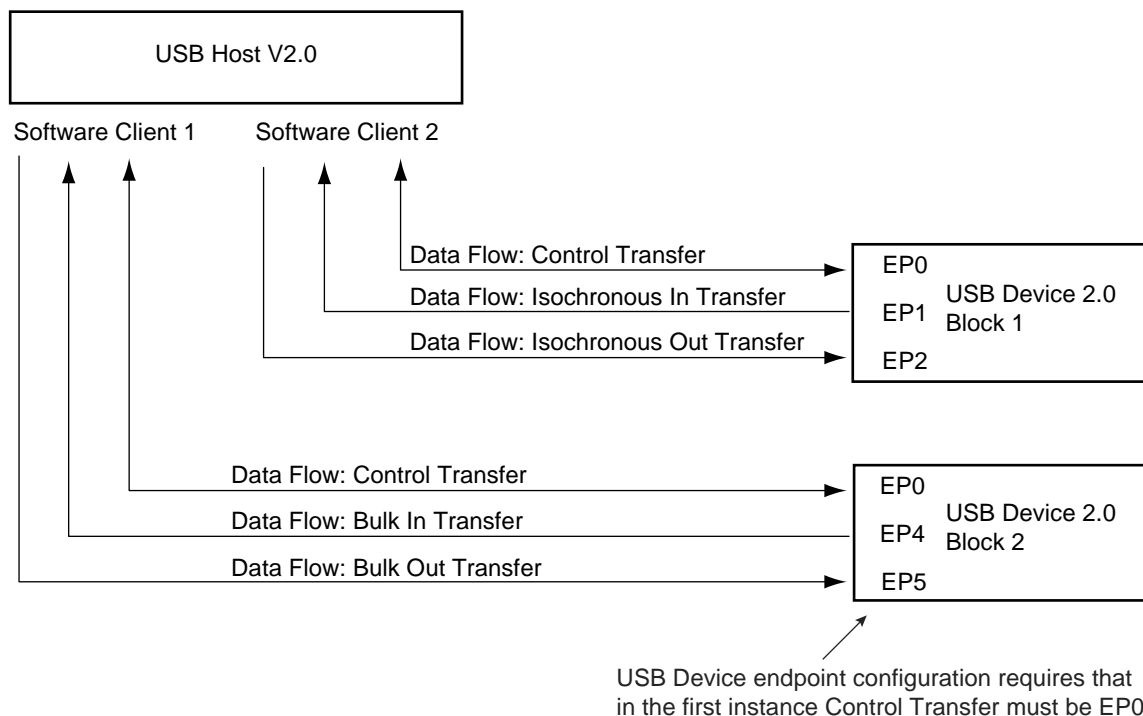 USB Host V2.0
Software Client 1
Software Client 2
Data Flow: Control Transfer
Data Flow: Isochronous In Transfer
Data Flow: Isochronous Out Transfer
EP0
EP1
EP2
USB Device 2.0
Block 1
Data Flow: Control Transfer
Data Flow: Bulk In Transfer
Data Flow: Bulk Out Transfer
EP0
EP4
EP5
USB Device 2.0
Block 2
USB Device endpoint configuration requires that
in the first instance Control Transfer must be EP0